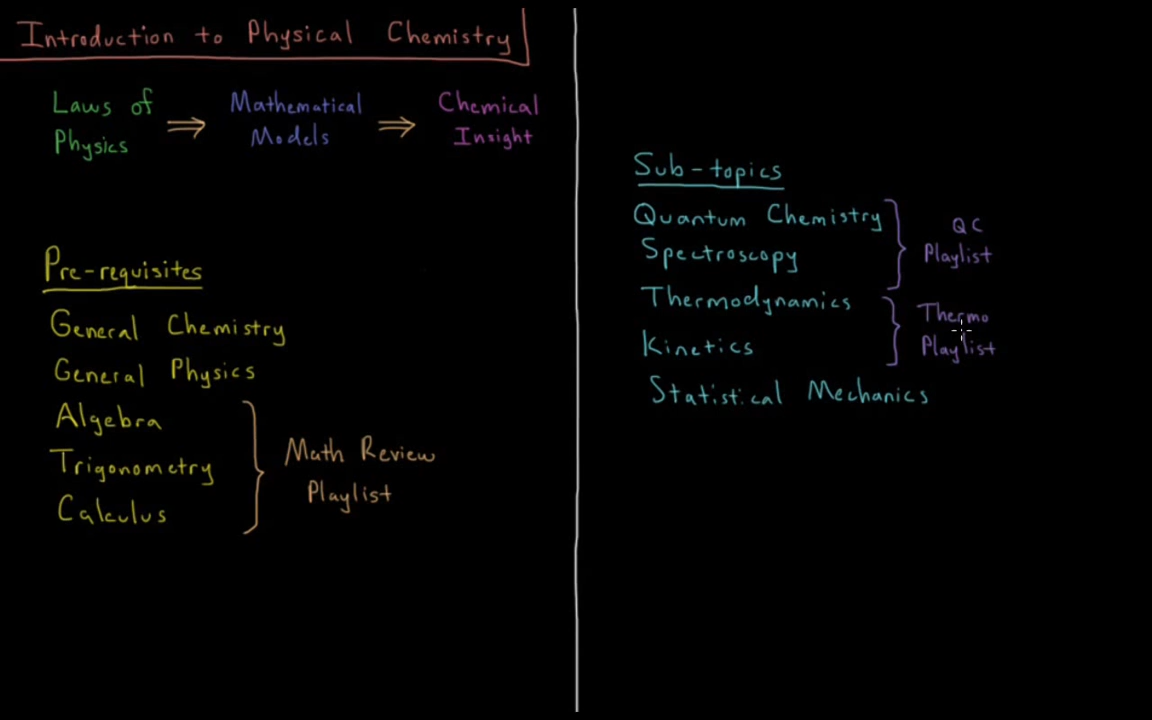 Introduction to Physical Chemistry
Laws of
Physics
⇒
Mathematical
Models
⇒
Chemical
Insight
Pre-requisites
General Chemistry
General Physics
Algebra
Trigonometry
Calculus
Math Review
Playlist
Sub-topics
Quantum Chemistry
Spectroscopy
QC
Playlist
Thermodynamics
Kinetics
Thermo
Playlist
Statistical Mechanics